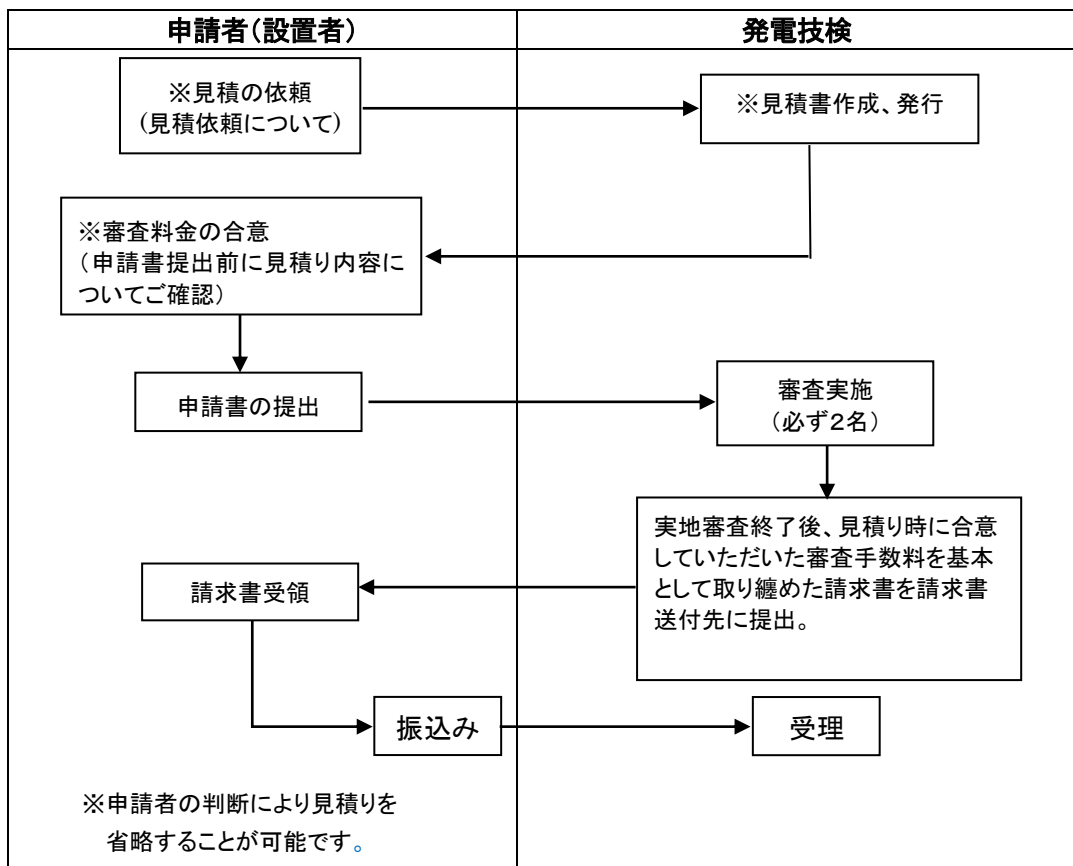 申請者（設置者）
発電技検
※見積の依頼
(見積依頼について)
※見積書作成、発行
※審査料金の合意
（申請書提出前に見積り内容に
ついてご確認）
申請書の提出
審査実施
（必ず２名）
実地審査終了後、見積り時に合意
していただいた審査手数料を基本
として取り纏めた請求書を請求書
送付先に提出。
請求書受領
振込み
受理
※申請者の判断により見積りを
省略することが可能です。